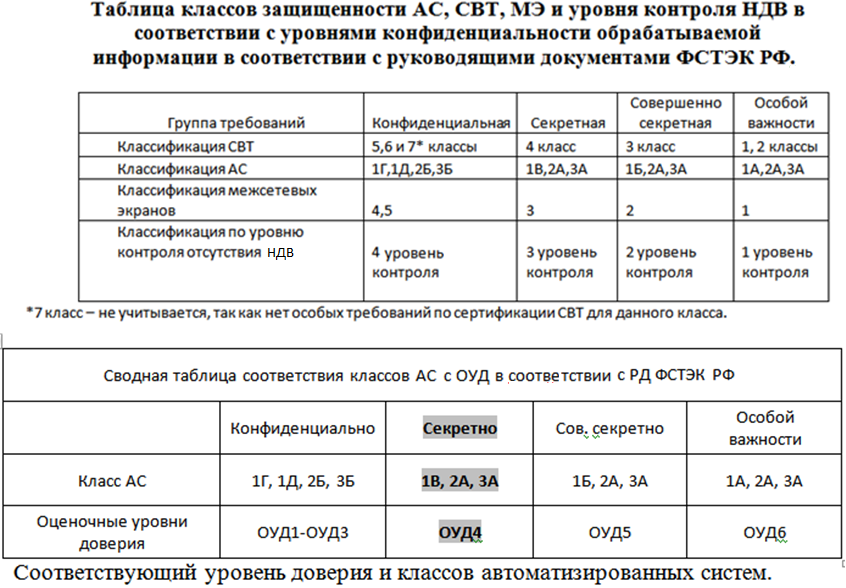 Таблица классов защищенности АС, СВТ, МЭ и уровня контроля НДВ в
соответствии с уровнями конфиденциальности обрабатываемой
информации в соответствии с руководящими документами ФСТЭК РФ.
Группа требований Конфиденциальная Секретная Совершенно секретная Особой важности
Классификация СВТ 5,6 и 7* классы 4 класс 3 класс 1, 2 классы
Классификация АС 1Г,1Д,2Б,3Б 1В,2А,3А 1Б,2А,3А 1А,2А,3А
Классификация межсетевых
экранов 4,5 3 2 1
Классификация по уровню
контроля отсутствия НДВ 4 уровень контроля 3 уровень контроля 2 уровень контроля 1 уровень контроля
*7 класс – не учитывается, так как нет особых требований по сертификации СВТ для данного класса.
Сводная таблица соответствия классов АС с ОУД в соответствии с РД ФСТЭК РФ
Конфиденциально Секретно Сов. секретно Особой важности
Класс АС 1Г, 1Д, 2Б, 3Б 1В, 2А, 3А 1Б, 2А, 3А 1А, 2А, 3А
Оценочные уровни
доверия ОУД1-ОУД3 ОУД4 ОУД5 ОУД6
Соответствующий уровень доверия и классов автоматизированных систем.